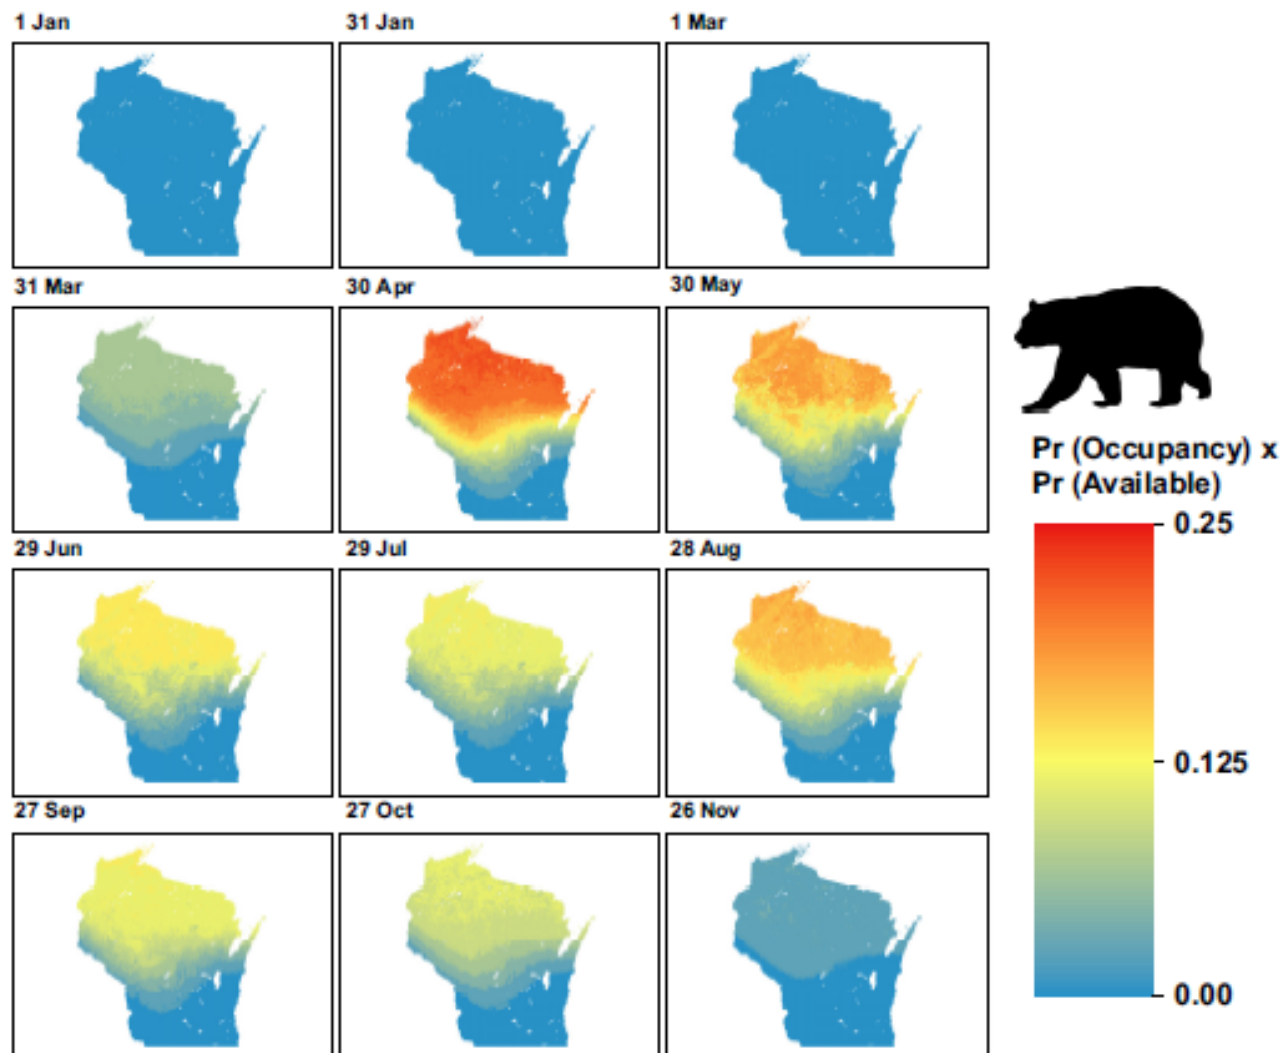 1 Jan
31 Jan
1 Mar
31 Mar
30 Apr
30 May
29 Jun
29 Jul
28 Aug
27 Sep
27 Oct
26 Nov
Pr (Occupancy) x
Pr (Available)
0.25
0.125
0.00